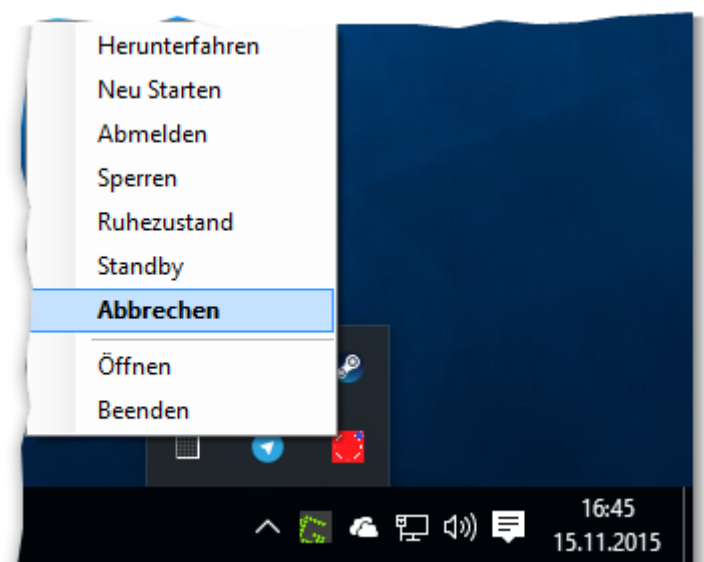 Herunterfahren
Neu Starten
Abmelden
Sperren
Ruhezustand
Standby
Abbrechen
Öffnen
Beenden
16:45
15.11.2015